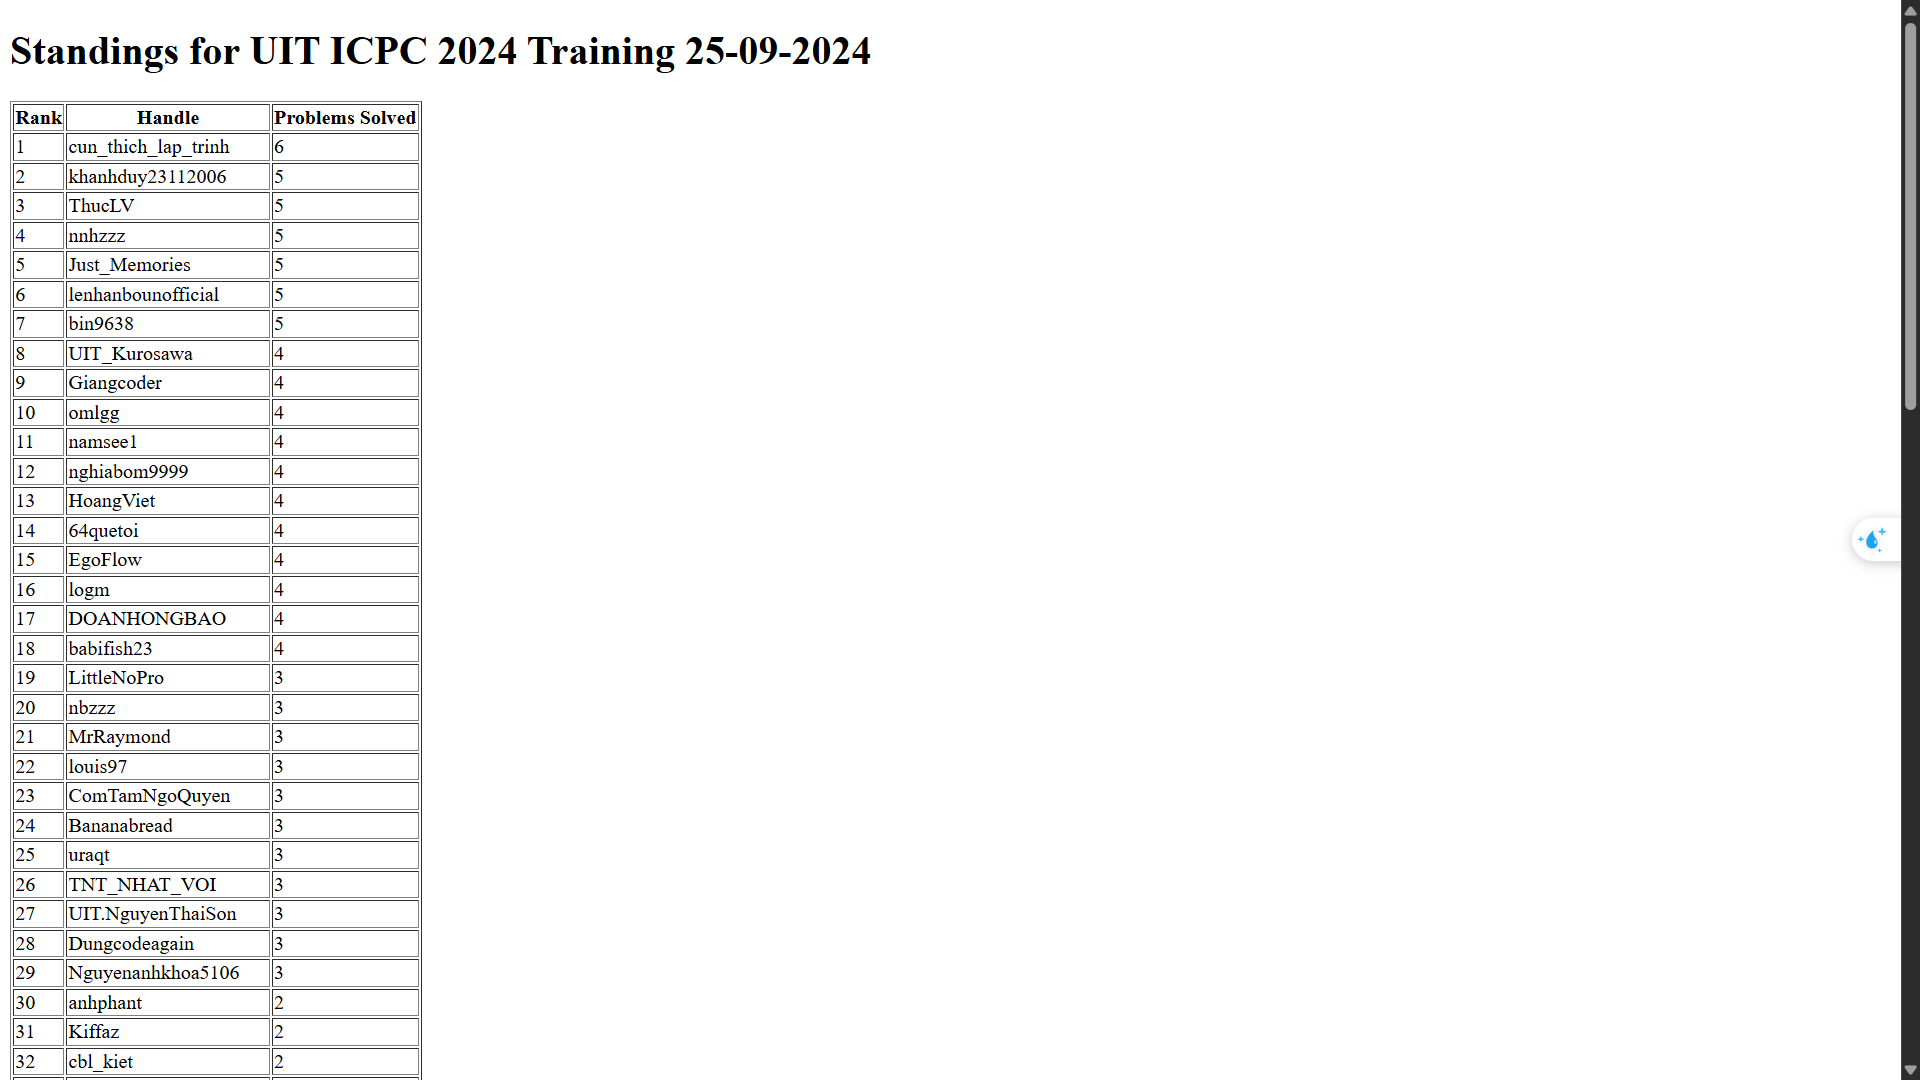 Standings for UIT ICPC 2024 Training 25-09-2024
Rank Handle Problems Solved
1 cun_thich_lap_trinh 6
2 khanhduy23112006 5
3 ThucLV 5
4 nnhzzz 5
5 Just_Memories 5
6 lenhanbounofficial 5
7 bin9638 5
8 UIT_Kurosawa 4
9 Giangcoder 4
10 omlgg 4
11 namsee1 4
12 nghiabom9999 4
13 HoangViet 4
14 64quetoi 4
15 EgoFlow 4
16 logm 4
17 DOANHONGBAO 4
18 babifish23 4
19 LittleNoPro 3
20 nbzzz 3
21 MrRaymond 3
22 louis97 3
23 ComTamNgoQuyen 3
24 Bananabread 3
25 uraqt 3
26 TNT_NHAT_VOI 3
27 UIT.NguyenThaiSon 3
28 Dungcodeagain 3
29 Nguyenanhkhoa5106 3
30 anhphant 2
31 Kiffaz 2
32 cbl_kiet 2